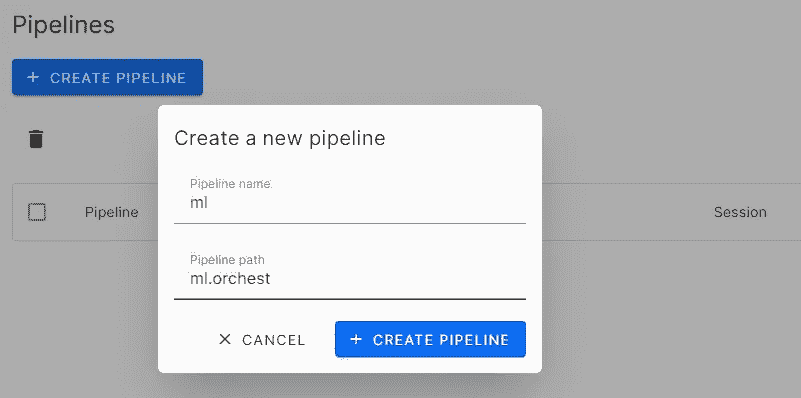 Pipelines
+ CREATE PIPELINE
Create a new pipeline
Pipeline name
ml
Pipeline
Session
Pipeline path
ml.orchest
× CANCEL
+ CREATE PIPELINE